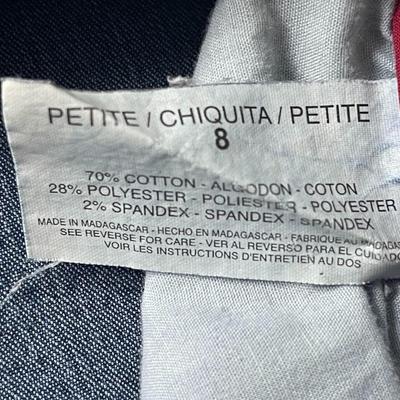 PETITE / CHIQUITA / PETITE
8
70% COTTON - ALGODON - COTON
28% POLYESTER - POLIESTER - POLYESTER
2% SPANDEX - SPANDEX - SPANDEX
MADE IN MADAGASCAR - HECHO EN MADAGASCAR - FABRIQUE AU MADAGAS
SEE REVERSE FOR CARE - VER AL REVERSO PARA EL CUIDADO
VOIR LES INSTRUCTIONS D'ENTRETIEN AU DOS